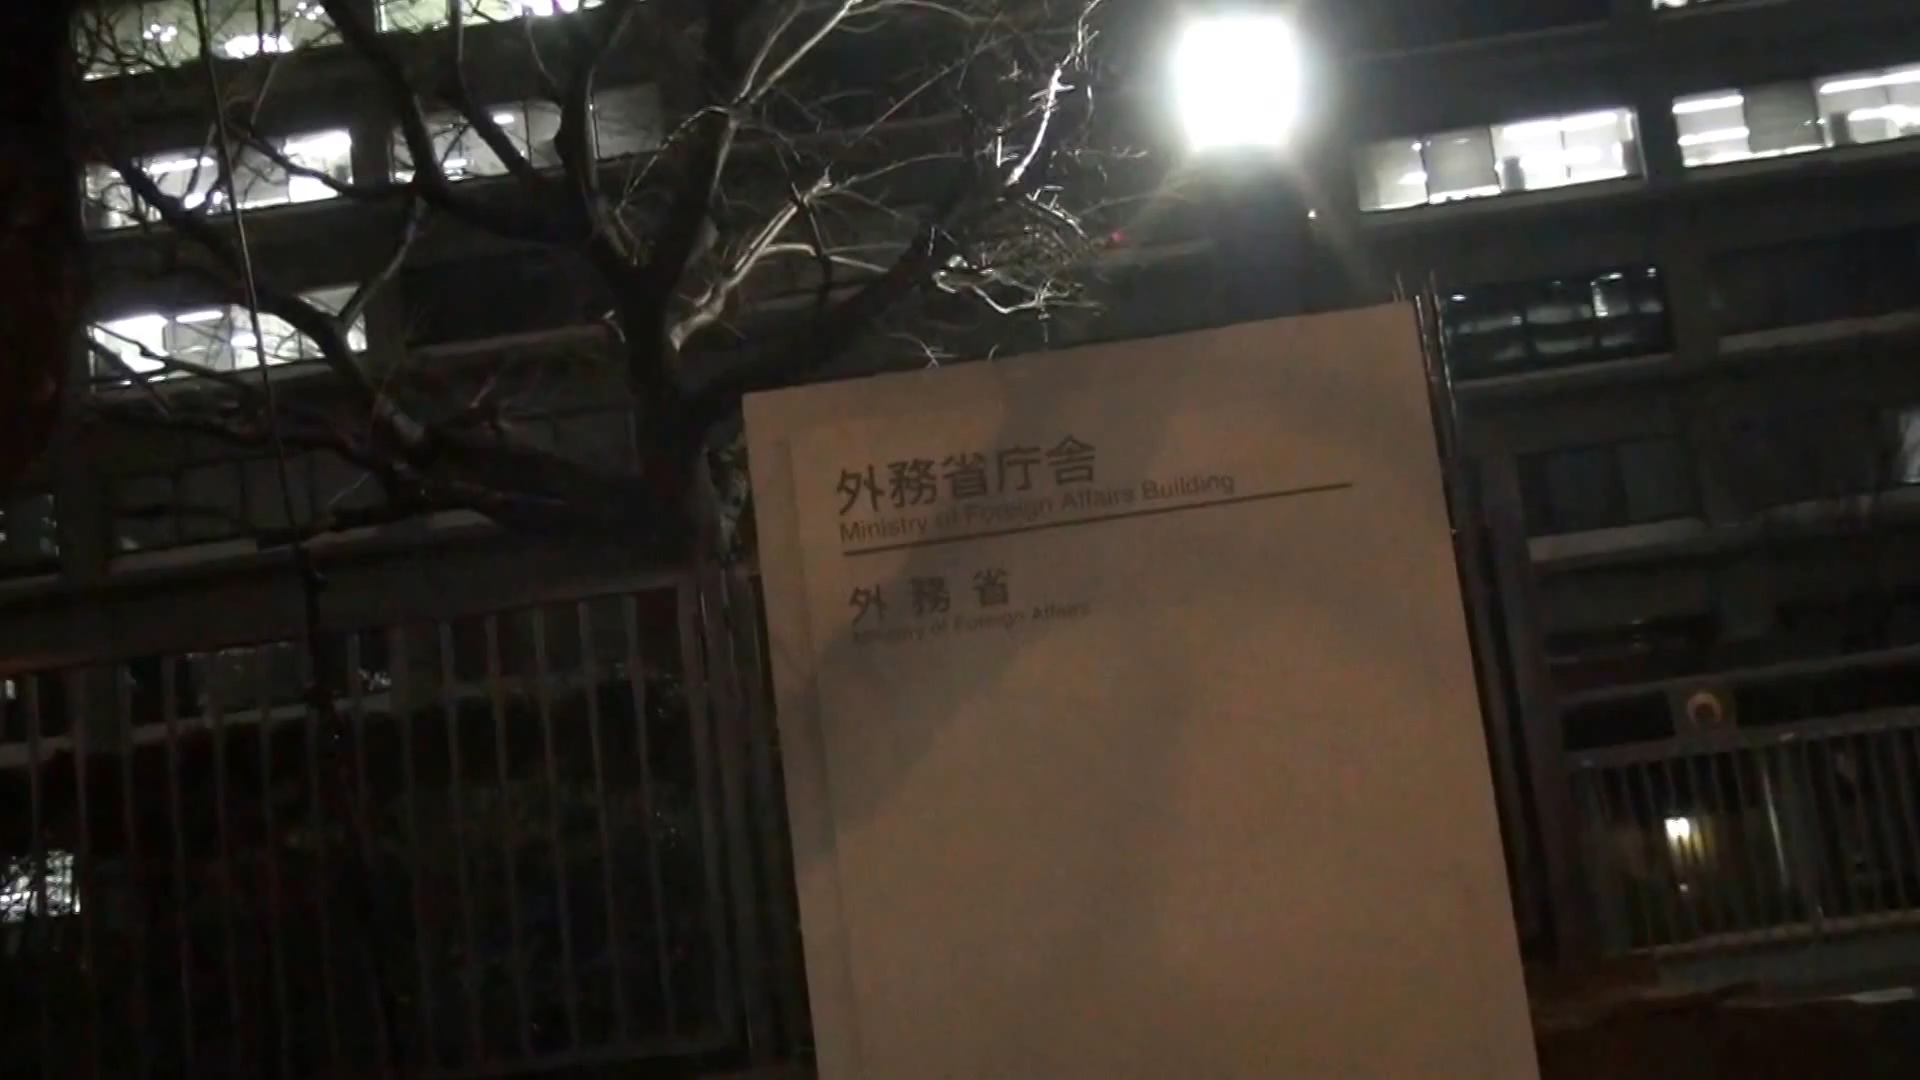 外務省庁舎
Ministry of Foreign Affairs Building
外務省
Ministry of Foreign Affairs